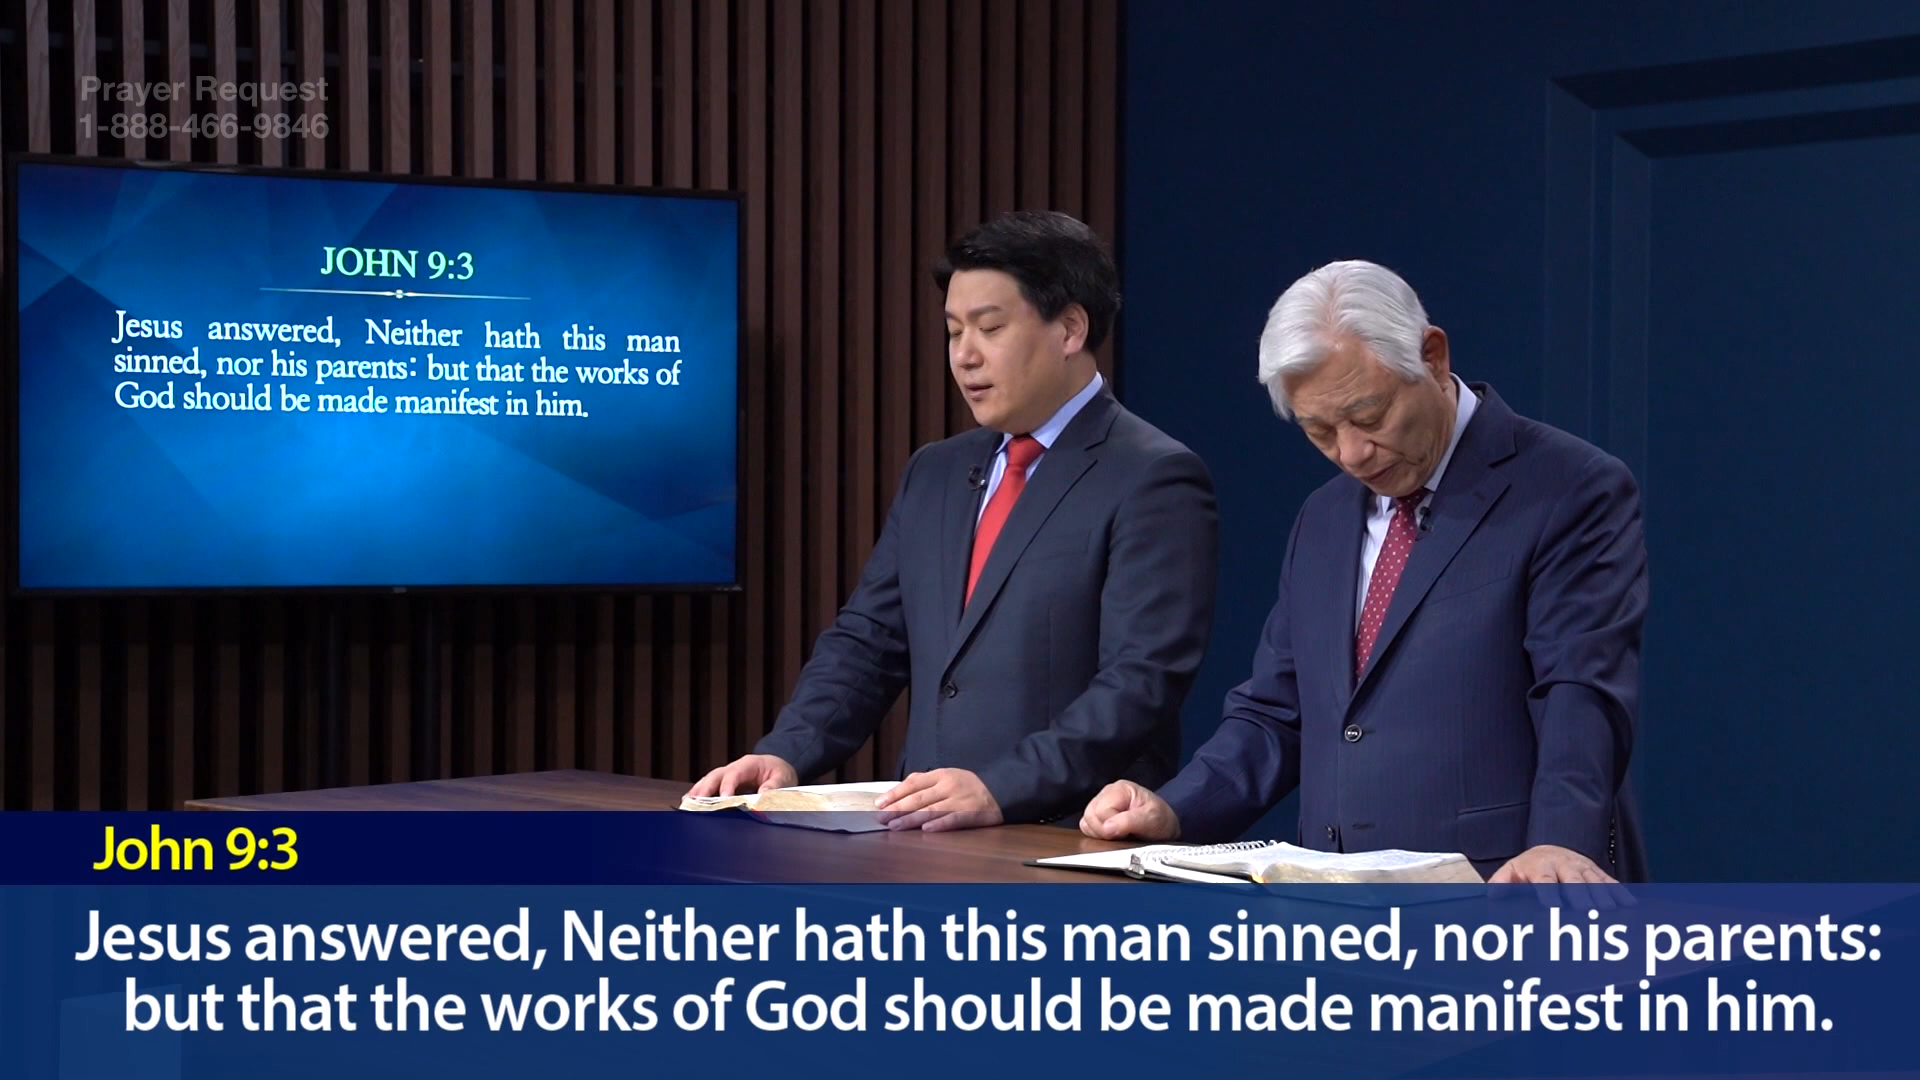 Prayer Request
1-888-466-9846
JOHN 9:3
Jesus answered, Neither hath this man
sinned, nor his parents: but that the works of
God should be made manifest in him.
John 9:3
Jesus answered, Neither hath this man sinned, nor his parents:
but that the works of God should be made manifest in him.